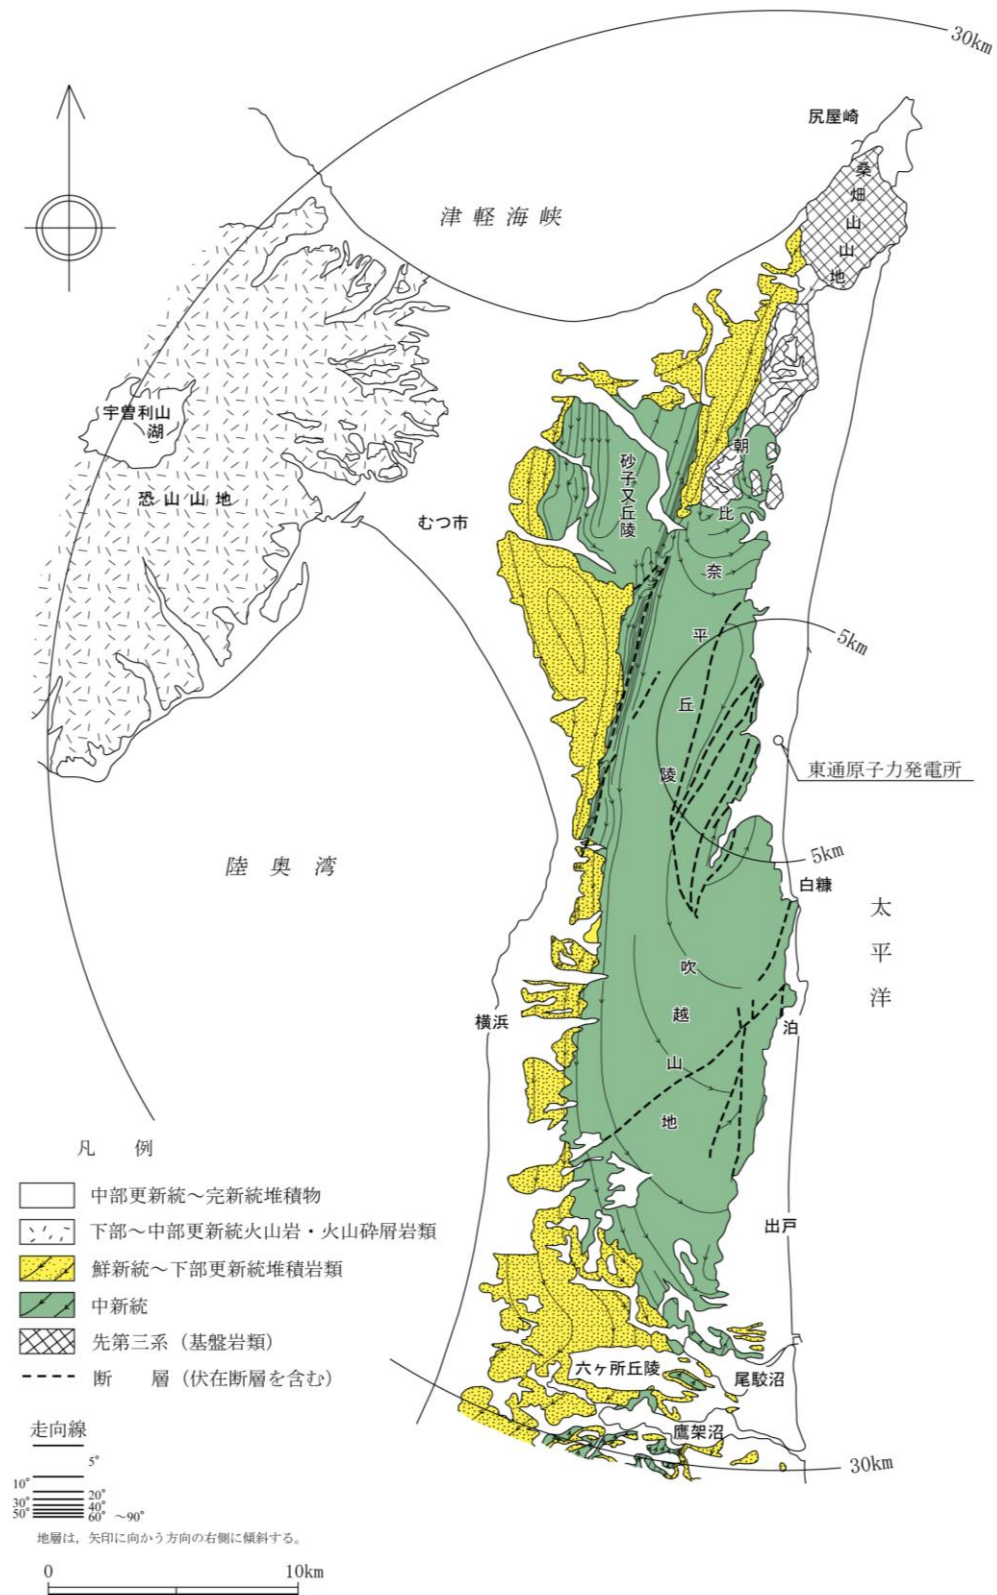 30km
尻屋崎
桑畑山山地
津軽海峡
宇曽利山
湖
恐山山地
むつ市
砂子又丘陵
朝比奈平丘陵
5km
東通原子力発電所
5km
陸奥湾
白糠
太平洋
吹越山地
横浜
泊
出戸
六ヶ所丘陵
尾駮沼
鷹架沼
30km
凡 例
中部更新統～完新統堆積物
下部～中部更新統火山岩・火山砕屑岩類
鮮新統～下部更新統堆積岩類
中新統
先第三系（基盤岩類）
断 層（伏在断層を含む）
走向線
5°
10°
20°
30°
40°
50°
60° ～90°
地層は，矢印に向かう方向の右側に傾斜する。
0 10km